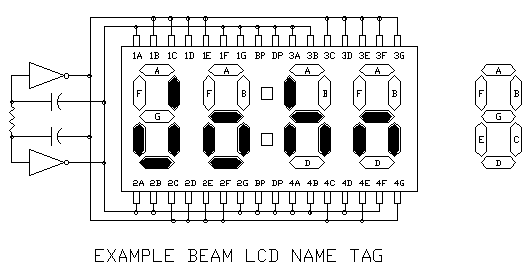 1A 1B 1C 1D 1E 1F 1G BP DP 3A 3B 3C 3D 3E 3F 3G
A A A A A
F F B B F B F B
G G
E C
D D D
2A 2B 2C 2D 2E 2F 2G BP DP 4A 4B 4C 4D 4E 4F 4G
EXAMPLE BEAM LCD NAME TAG